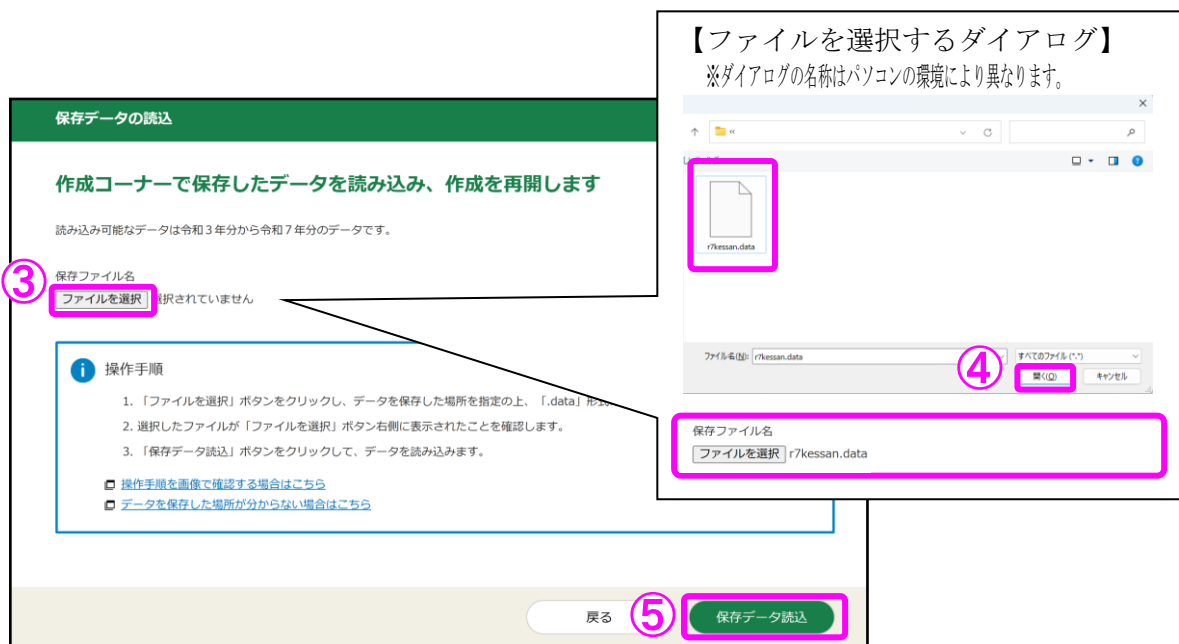 【ファイルを選択するダイアログ】
※ダイアログの名称はパソコンの環境により異なります。
保存データの読込
作成コーナーで保存したデータを読み込み、作成を再開します
読み込み可能なデータは令和3年分から令和7年分のデータです。
③
保存ファイル名
ファイルを選択 選択されていません
操作手順
1. 「ファイルを選択」ボタンをクリックし、データを保存した場所を指定の上、「.data」形式
2. 選択したファイルが「ファイルを選択」ボタン右側に表示されたことを確認します。
3. 「保存データ読込」ボタンをクリックして、データを読み込みます。
操作手順を画像で確認する場合はこちら
データを保存した場所が分からない場合はこちら
戻る
⑤
保存データ読込
r7kessan.data
ファイル名(N): r7kessan.data
すべてのファイル (*.*)
④
開く(O)
キャンセル
保存ファイル名
ファイルを選択 r7kessan.data